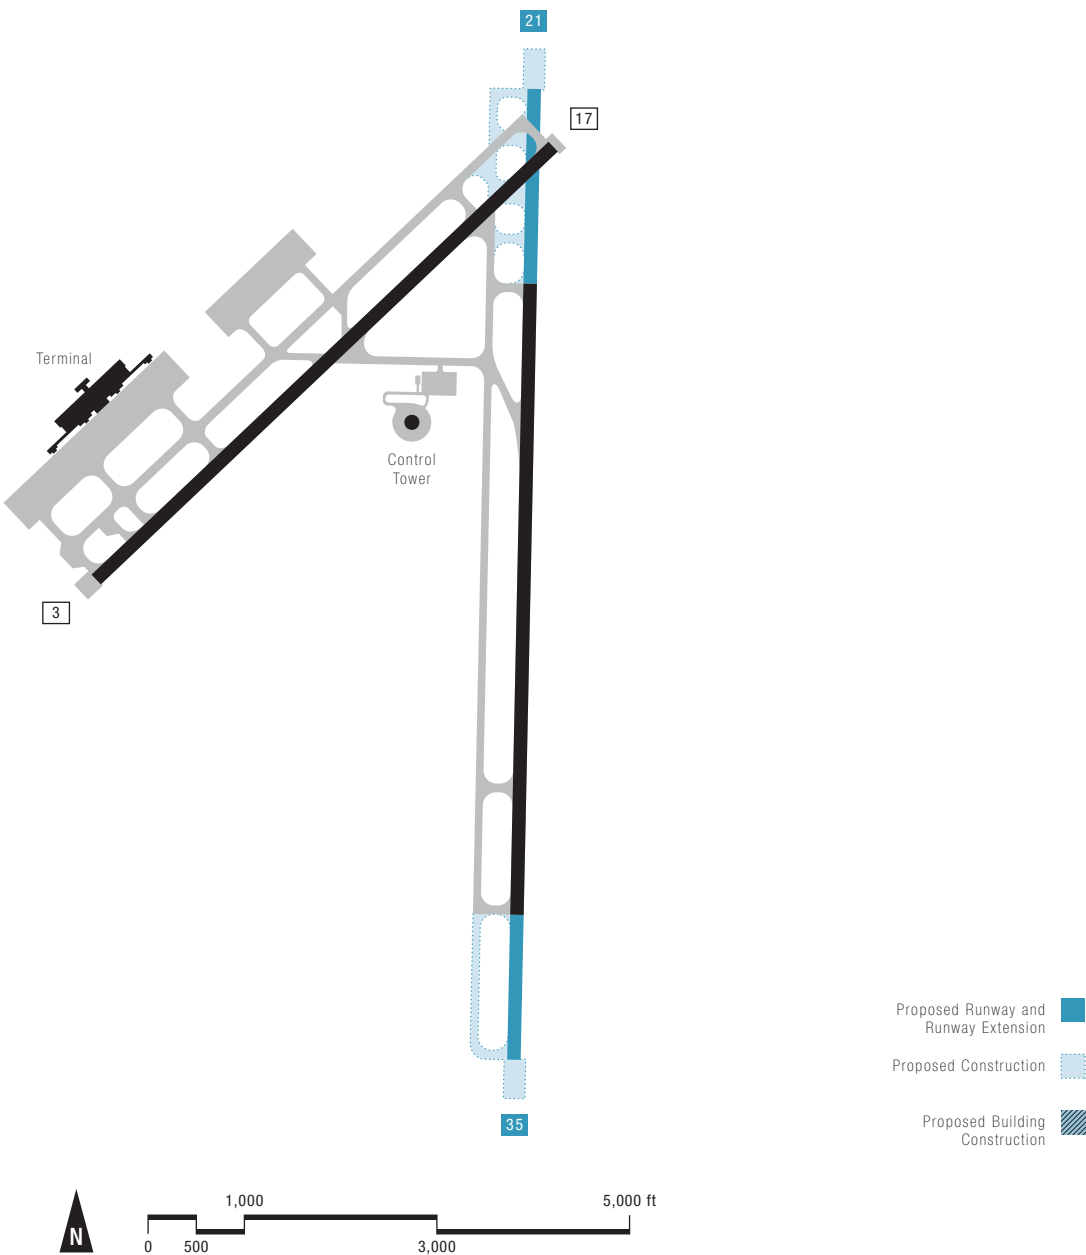 21
17
Terminal
Control
Tower
3
Proposed Runway and
Runway Extension
Proposed Construction
Proposed Building
Construction
35
1,000
5,000 ft
N
0
500
3,000